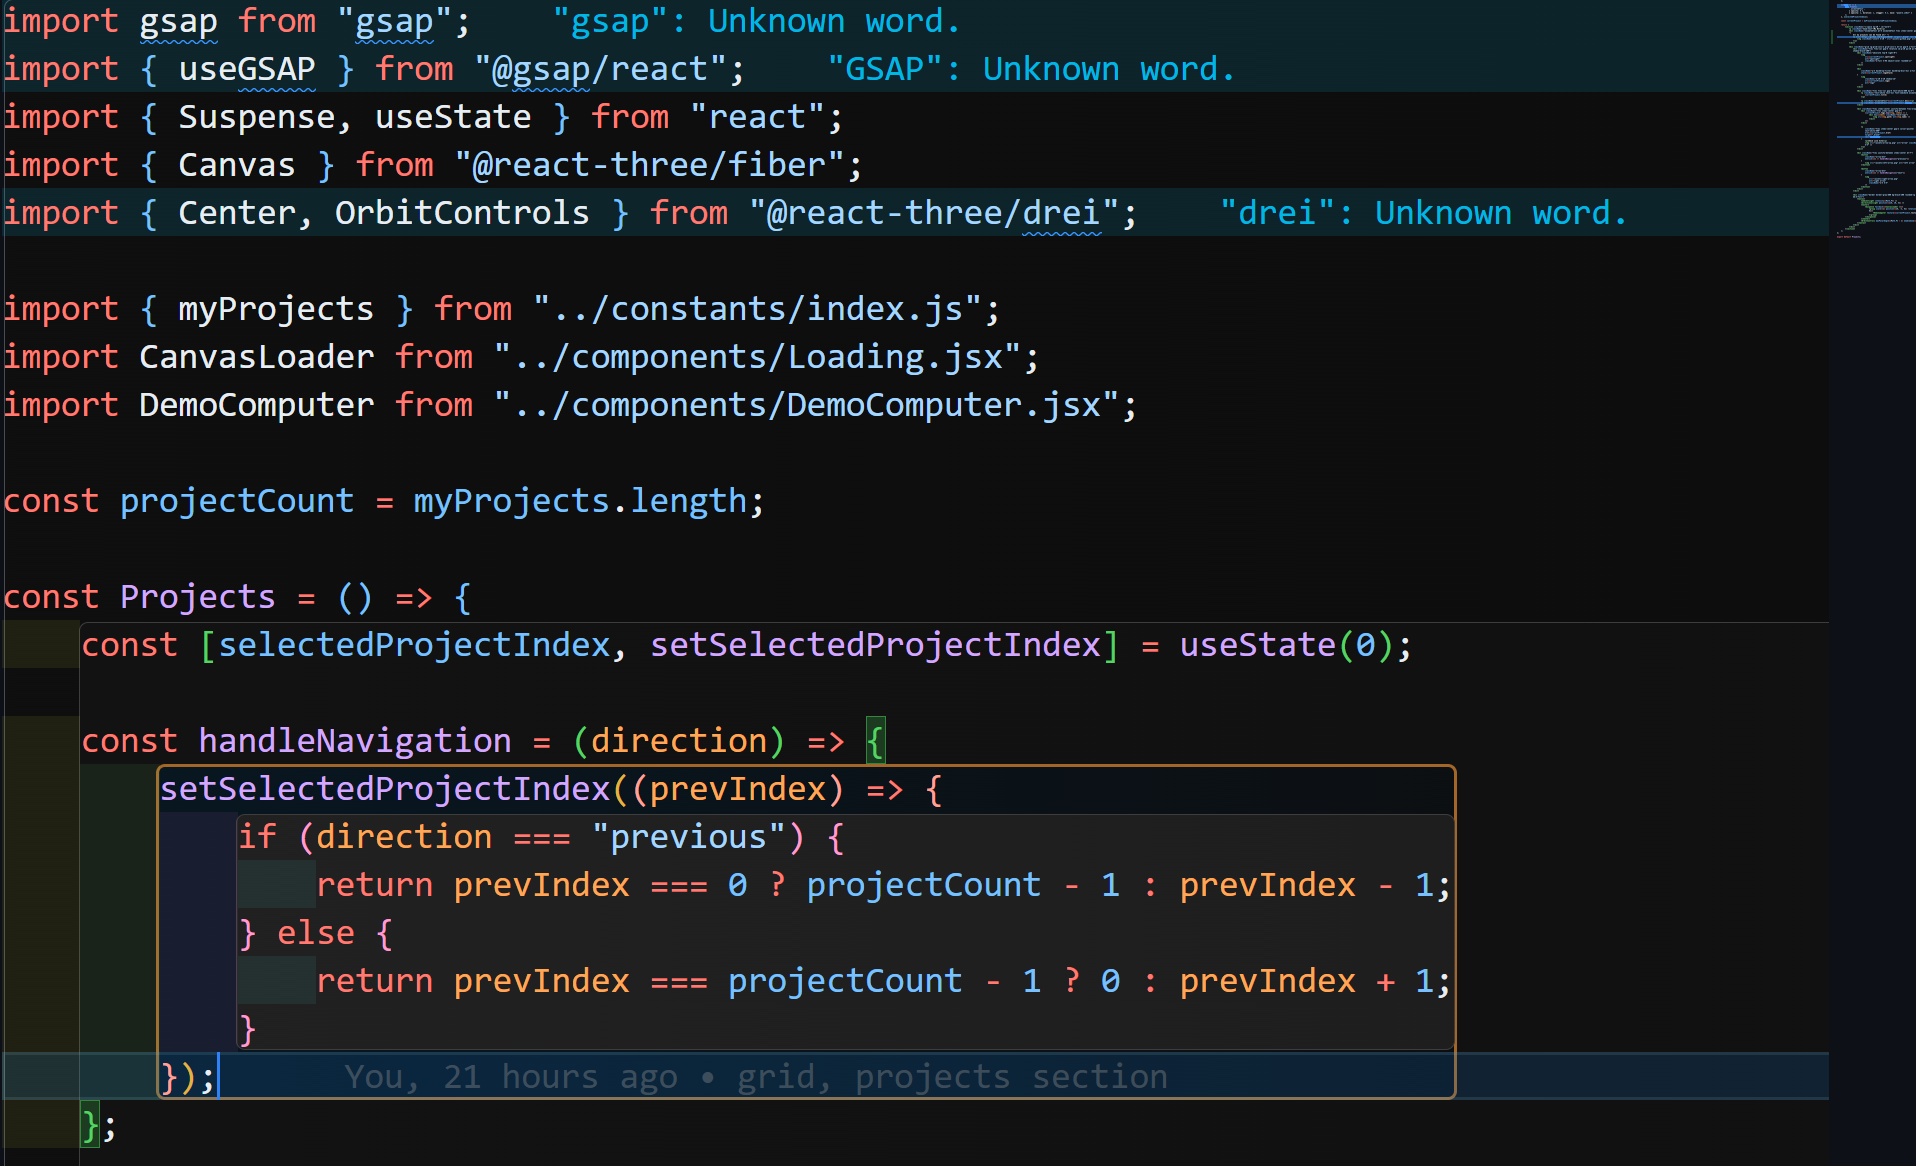 import gsap from "gsap";    "gsap": Unknown word.
import { useGSAP } from "@gsap/react";    "GSAP": Unknown word.
import { Suspense, useState } from "react";
import { Canvas } from "@react-three/fiber";
import { Center, OrbitControls } from "@react-three/drei";    "drei": Unknown word.
import { myProjects } from "../constants/index.js";
import CanvasLoader from "../components/Loading.jsx";
import DemoComputer from "../components/DemoComputer.jsx";
const projectCount = myProjects.length;
const Projects = () => {
    const [selectedProjectIndex, setSelectedProjectIndex] = useState(0);
    const handleNavigation = (direction) => {
        setSelectedProjectIndex((prevIndex) => {
            if (direction === "previous") {
                return prevIndex === 0 ? projectCount - 1 : prevIndex - 1;
            } else {
                return prevIndex === projectCount - 1 ? 0 : prevIndex + 1;
            }
        });    You, 21 hours ago • grid, projects section
    };